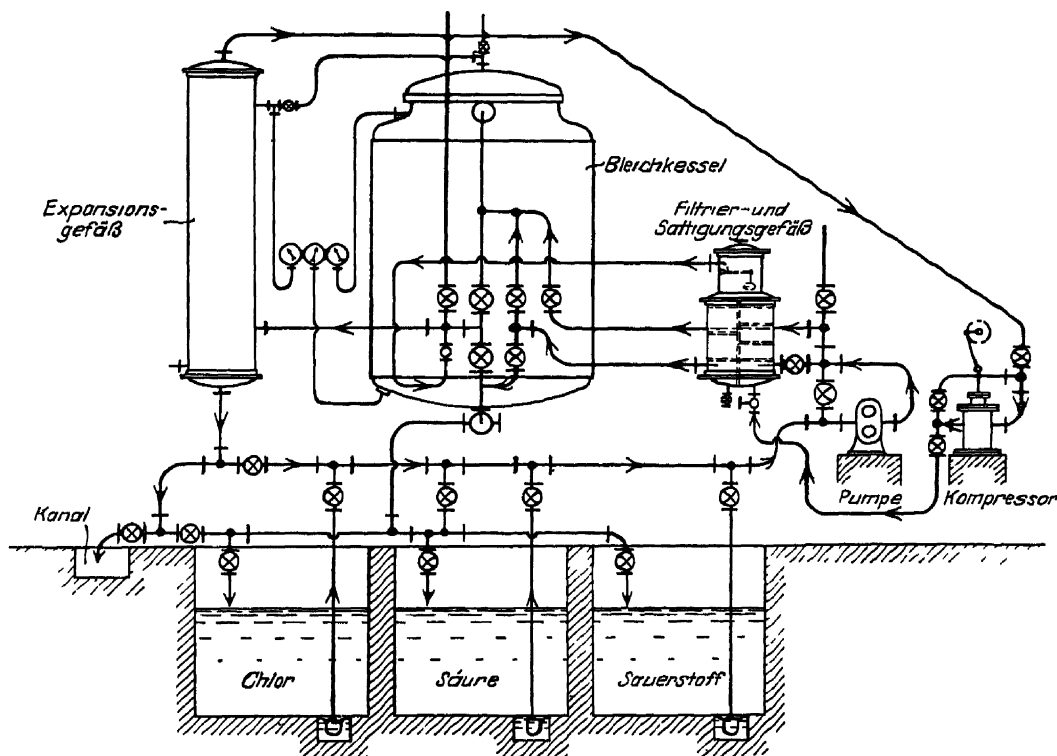 Bleichkessel
Expansions-
gefäß
Filtrier- und
Sättigungsgefäß
Pumpe
Kompressor
Kanal
Chlor
Säure
Sauerstoff